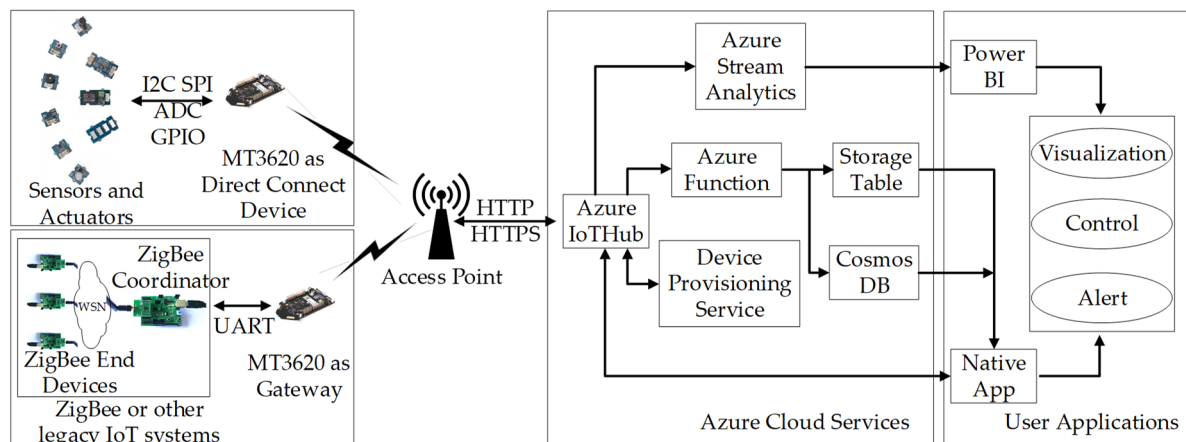 I2C SPI
ADC
GPIO
Sensors and
Actuators
MT3620 as
Direct Connect
Device
ZigBee
Coordinator
WSN
UART
ZigBee End
Devices
MT3620 as
Gateway
ZigBee or other
legacy IoT systems
Access Point
HTTP
HTTPS
Azure
IoTHub
Azure
Stream
Analytics
Azure
Function
Storage
Table
Device
Provisioning
Service
Cosmos
DB
Azure Cloud Services
Power
BI
Visualization
Control
Alert
Native
App
User Applications